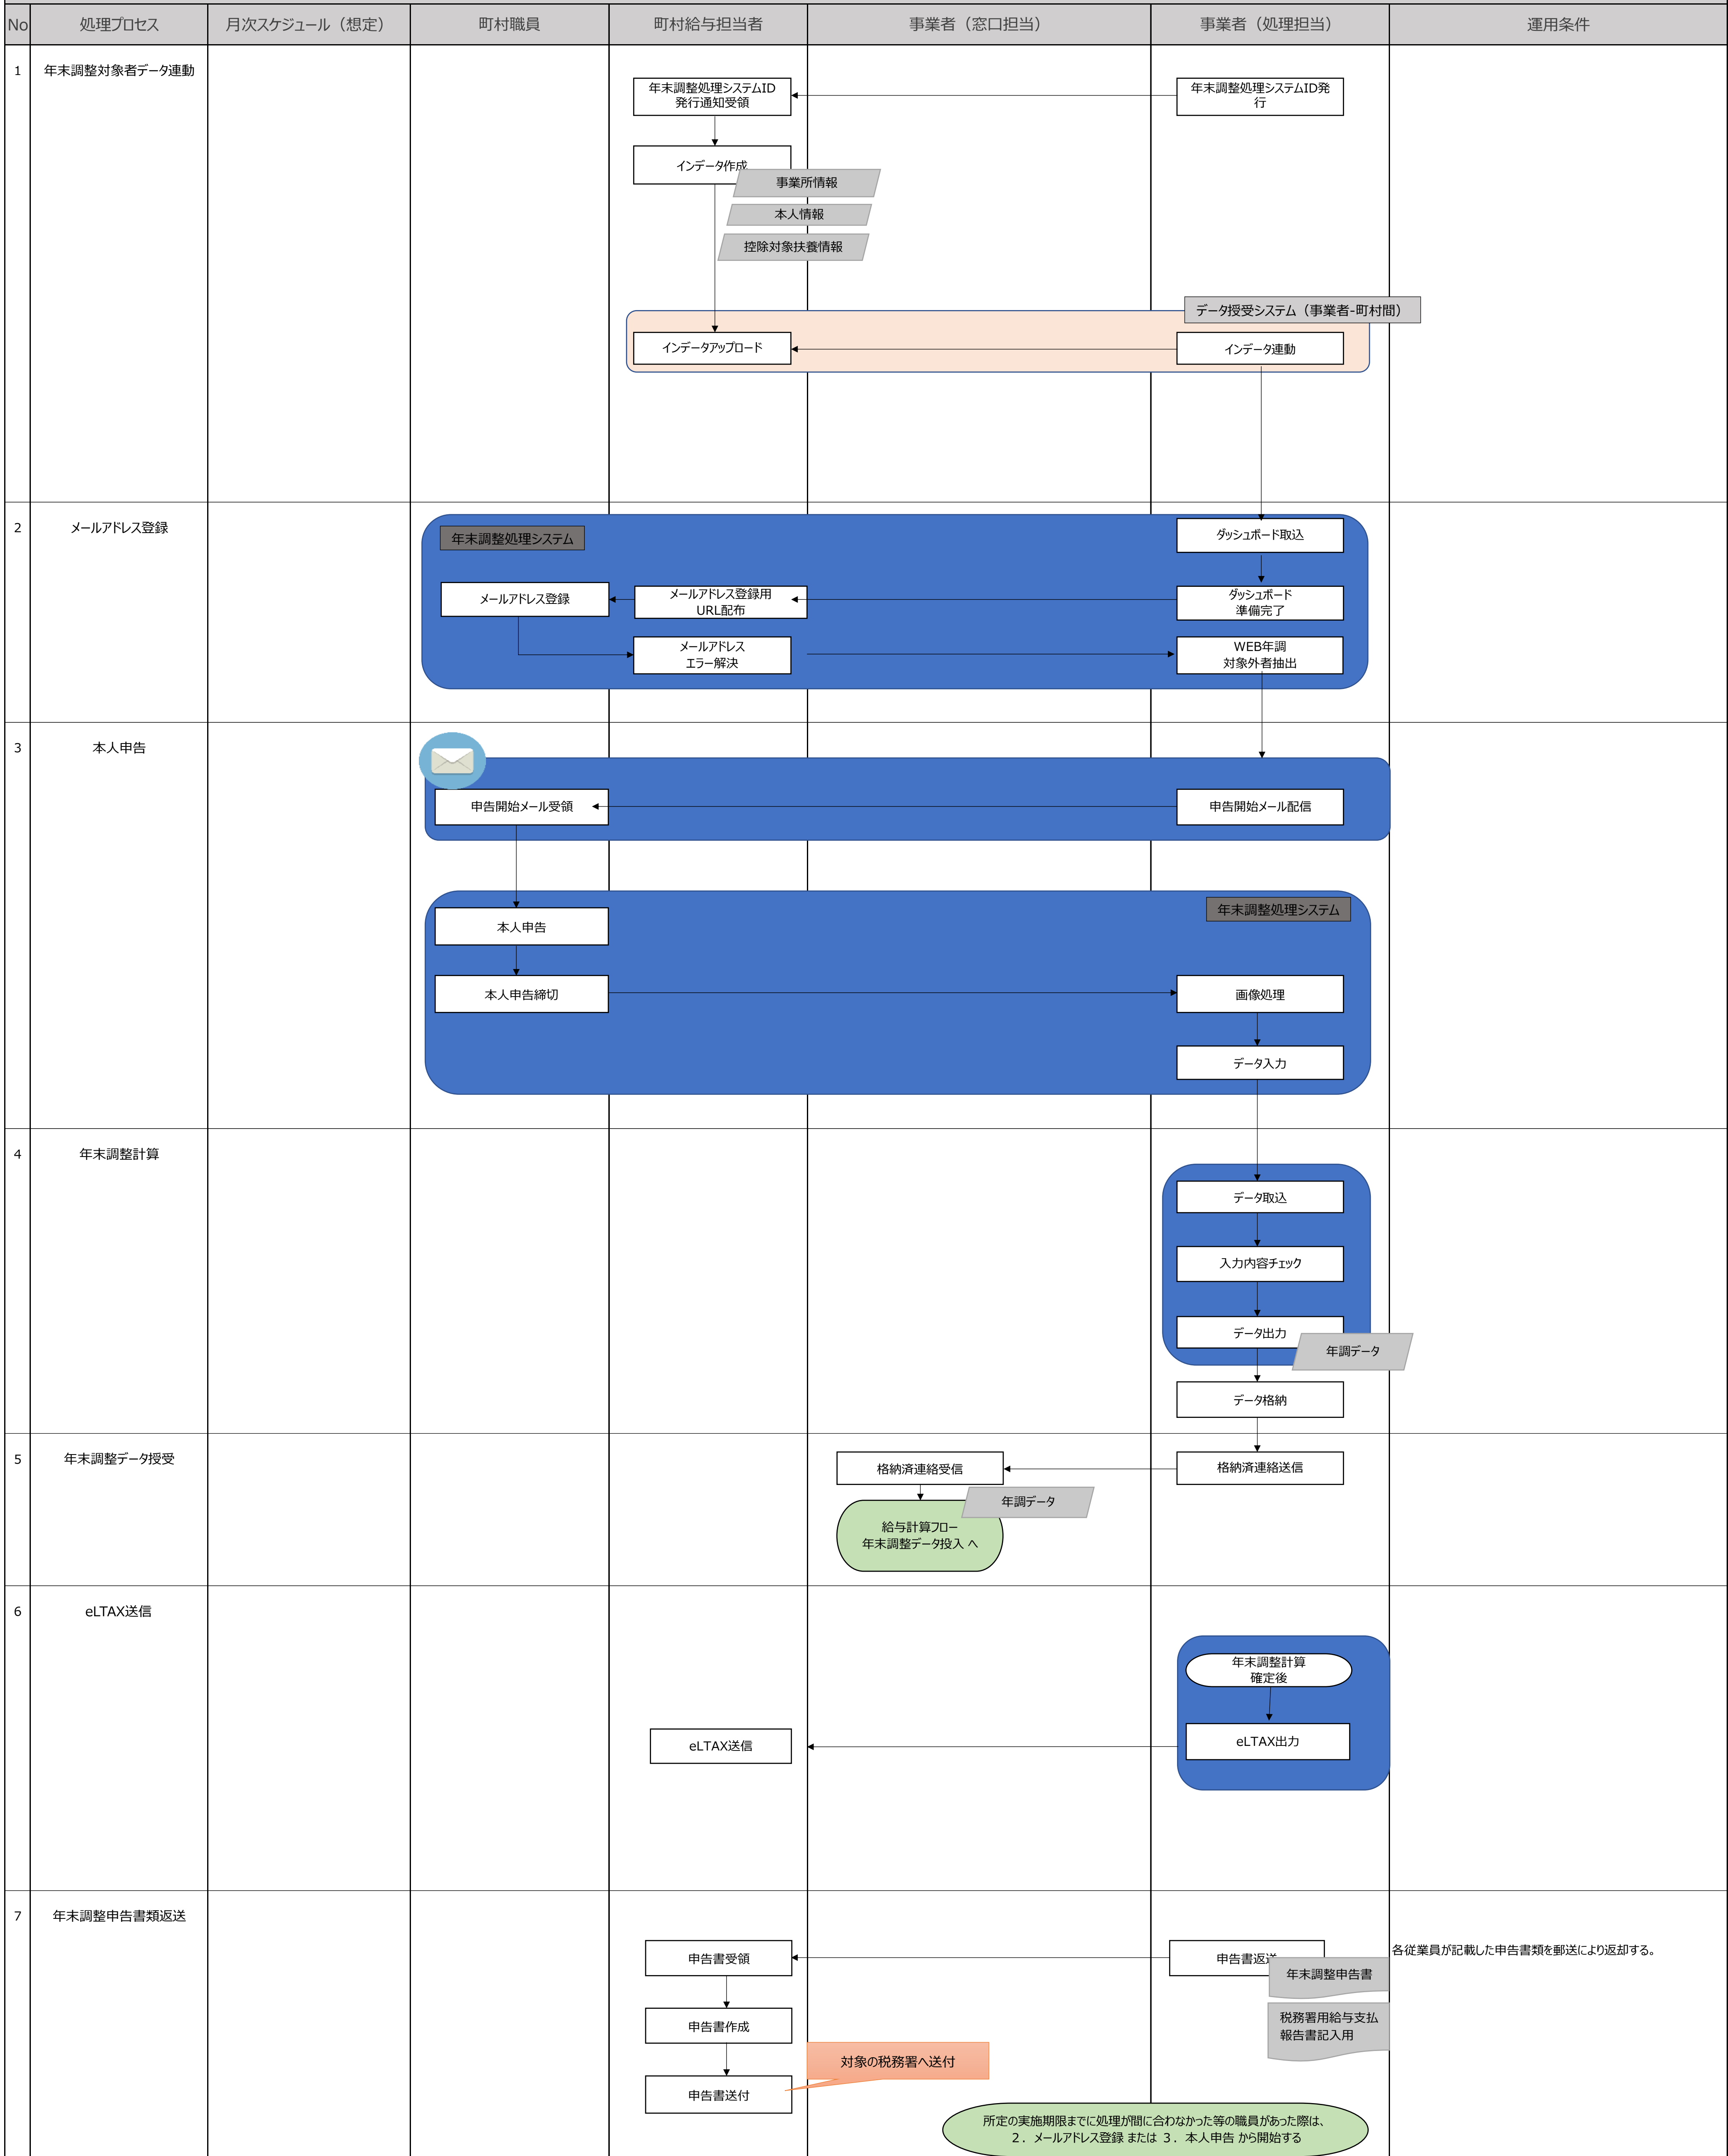 No
処理プロセス
月次スケジュール（想定）
町村職員
町村給与担当者
事業者（窓口担当）
事業者（処理担当）
運用条件
1
年末調整対象者データ連動
年末調整処理システムID
発行通知受領
年末調整処理システムID発
行
インデータ作成
事業所情報
本人情報
控除対象扶養情報
データ授受システム（事業者-町村間）
インデータアップロード
インデータ連動
2
メールアドレス登録
年末調整処理システム
ダッシュボード取込
メールアドレス登録
メールアドレス登録用
URL配布
ダッシュボード
準備完了
メールアドレス
エラー解決
WEB年調
対象外者抽出
3
本人申告
申告開始メール受領
申告開始メール配信
年末調整処理システム
本人申告
本人申告締切
画像処理
データ入力
4
年末調整計算
データ取込
入力内容チェック
データ出力
年調データ
データ格納
5
年末調整データ授受
格納済連絡受信
格納済連絡送信
年調データ
給与計算フロー
年末調整データ投入 へ
6
eLTAX送信
年末調整計算
確定後
eLTAX送信
eLTAX出力
7
年末調整申告書類返送
申告書受領
申告書返送
各従業員が記載した申告書類を郵送により返却する。
年末調整申告書
税務署用給与支払
報告書記入用
申告書作成
対象の税務署へ送付
申告書送付
所定の実施期限までに処理が間に合わなかった等の職員があった際は、
２．メールアドレス登録 または ３．本人申告 から開始する